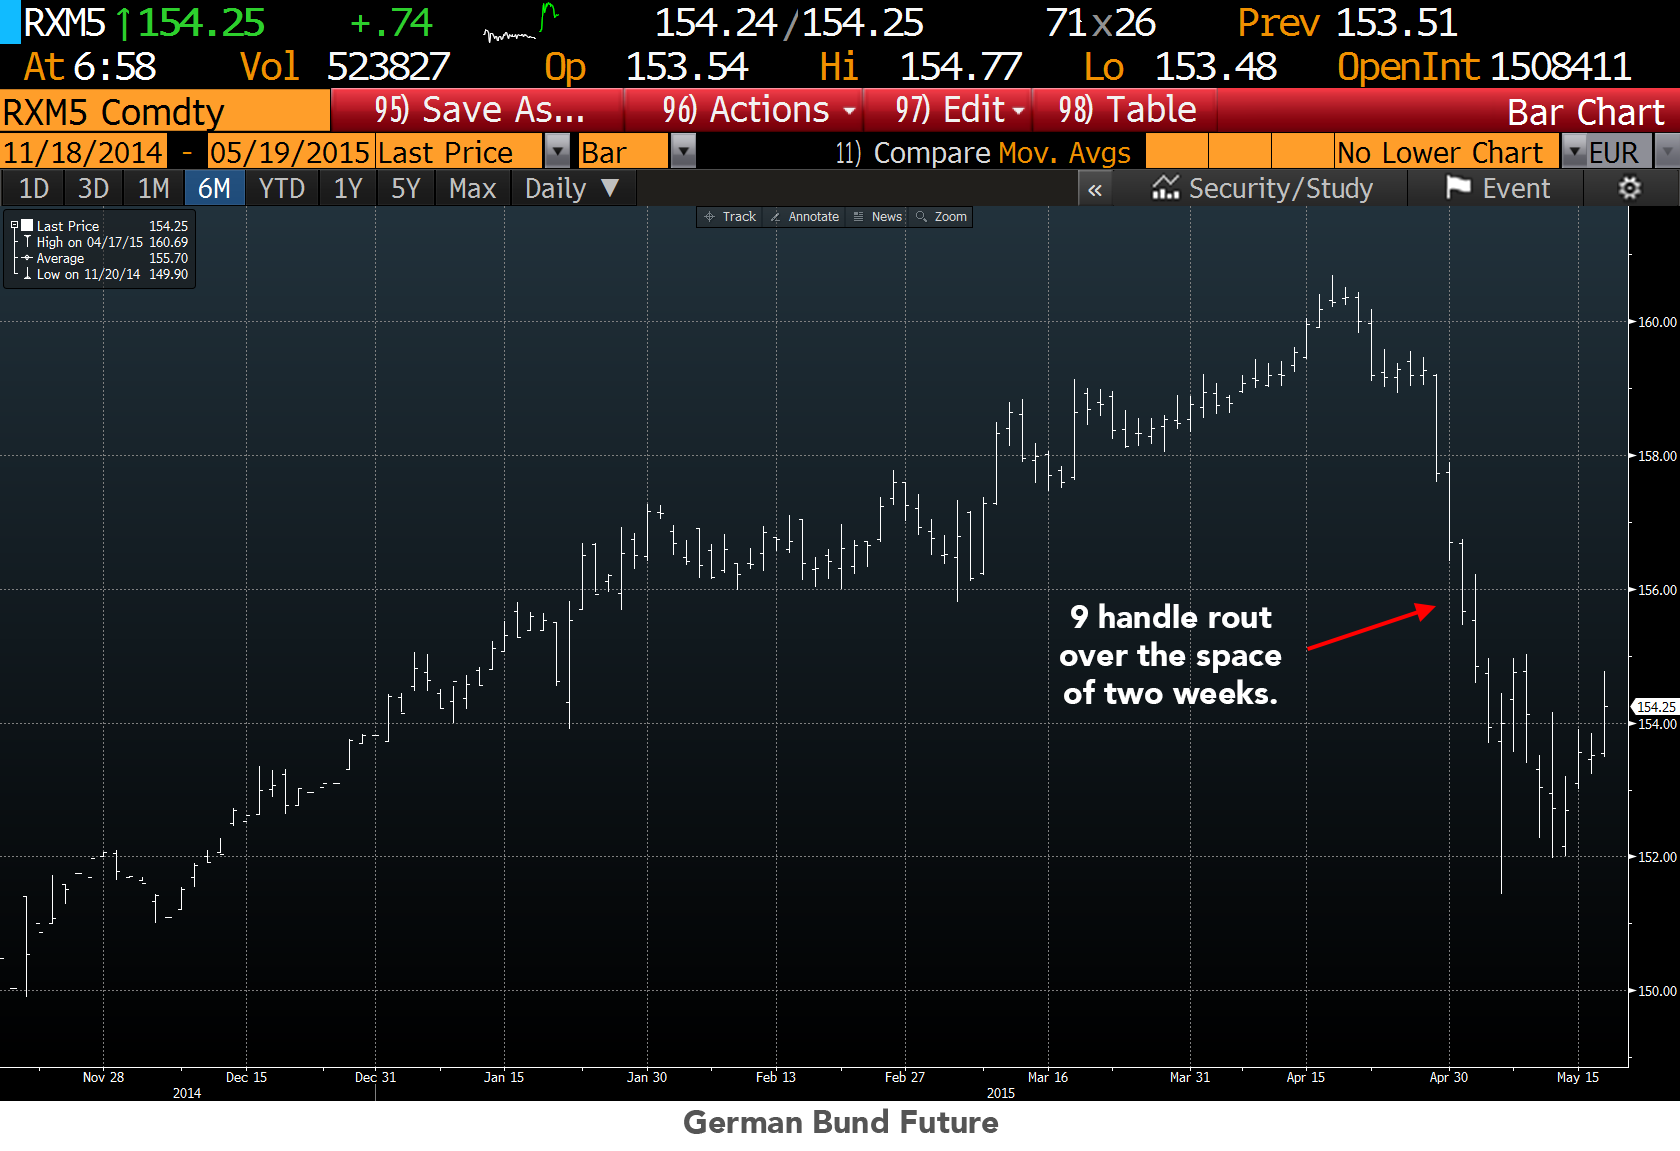 RXM5 ↑154.25 +.74 154.24/154.25 71x26 Prev 153.51
At 6:58 Vol 523827 Op 153.54 Hi 154.77 Lo 153.48 OpenInt 1508411
RXM5 Comdty 95) Save As... 96) Actions 97) Edit 98) Table Bar Chart
11/18/2014 - 05/19/2015 Last Price Bar 11) Compare Mov. Avgs No Lower Chart EUR
1D 3D 1M 6M YTD 1Y 5Y Max Daily ▼ « Security/Study Event
Track Annotate News Zoom
Last Price 154.25
High on 04/17/15 160.69
Average 155.70
Low on 11/20/14 149.90
160.00
158.00
156.00
9 handle rout
over the space
of two weeks.
154.25
154.00
152.00
150.00
Nov 28 Dec 15 Dec 31 Jan 15 Jan 30 Feb 13 Feb 27 Mar 16 Mar 31 Apr 15 Apr 30 May 15
2014 2015
German Bund Future